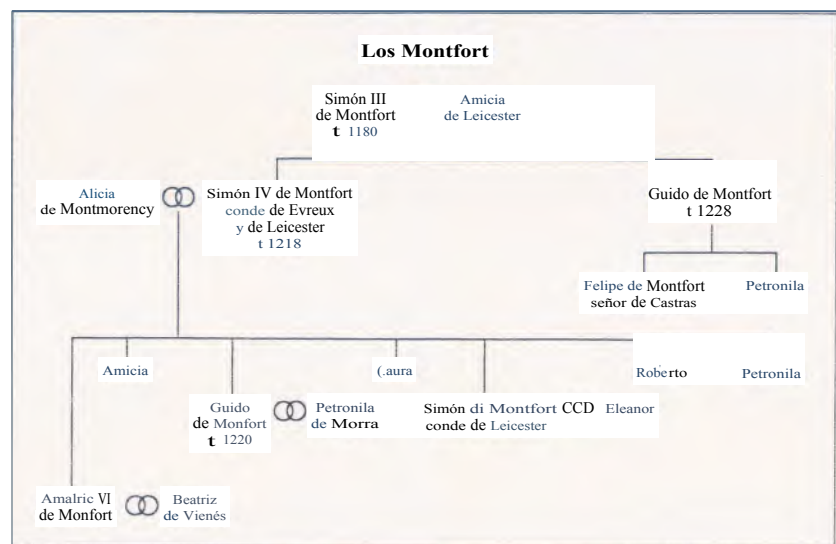 Los Montfort
Simón III
de Montfort
t 1180
Amicia
de Leicester
Alicia
de Montmorency
Simón IV de Montfort
conde de Evreux
y de Leicester
t 1218
Guido de Montfort
t 1228
Felipe de Montfort
señor de Castras
Petronila
Amicia
(.aura
Roberto
Petronila
Guido
de Monfort
t 1220
Petronila
de Morra
Simón di Montfort CCD Eleanor
conde de Leicester
Amalric VI
de Monfort
Beatriz
de Vienés